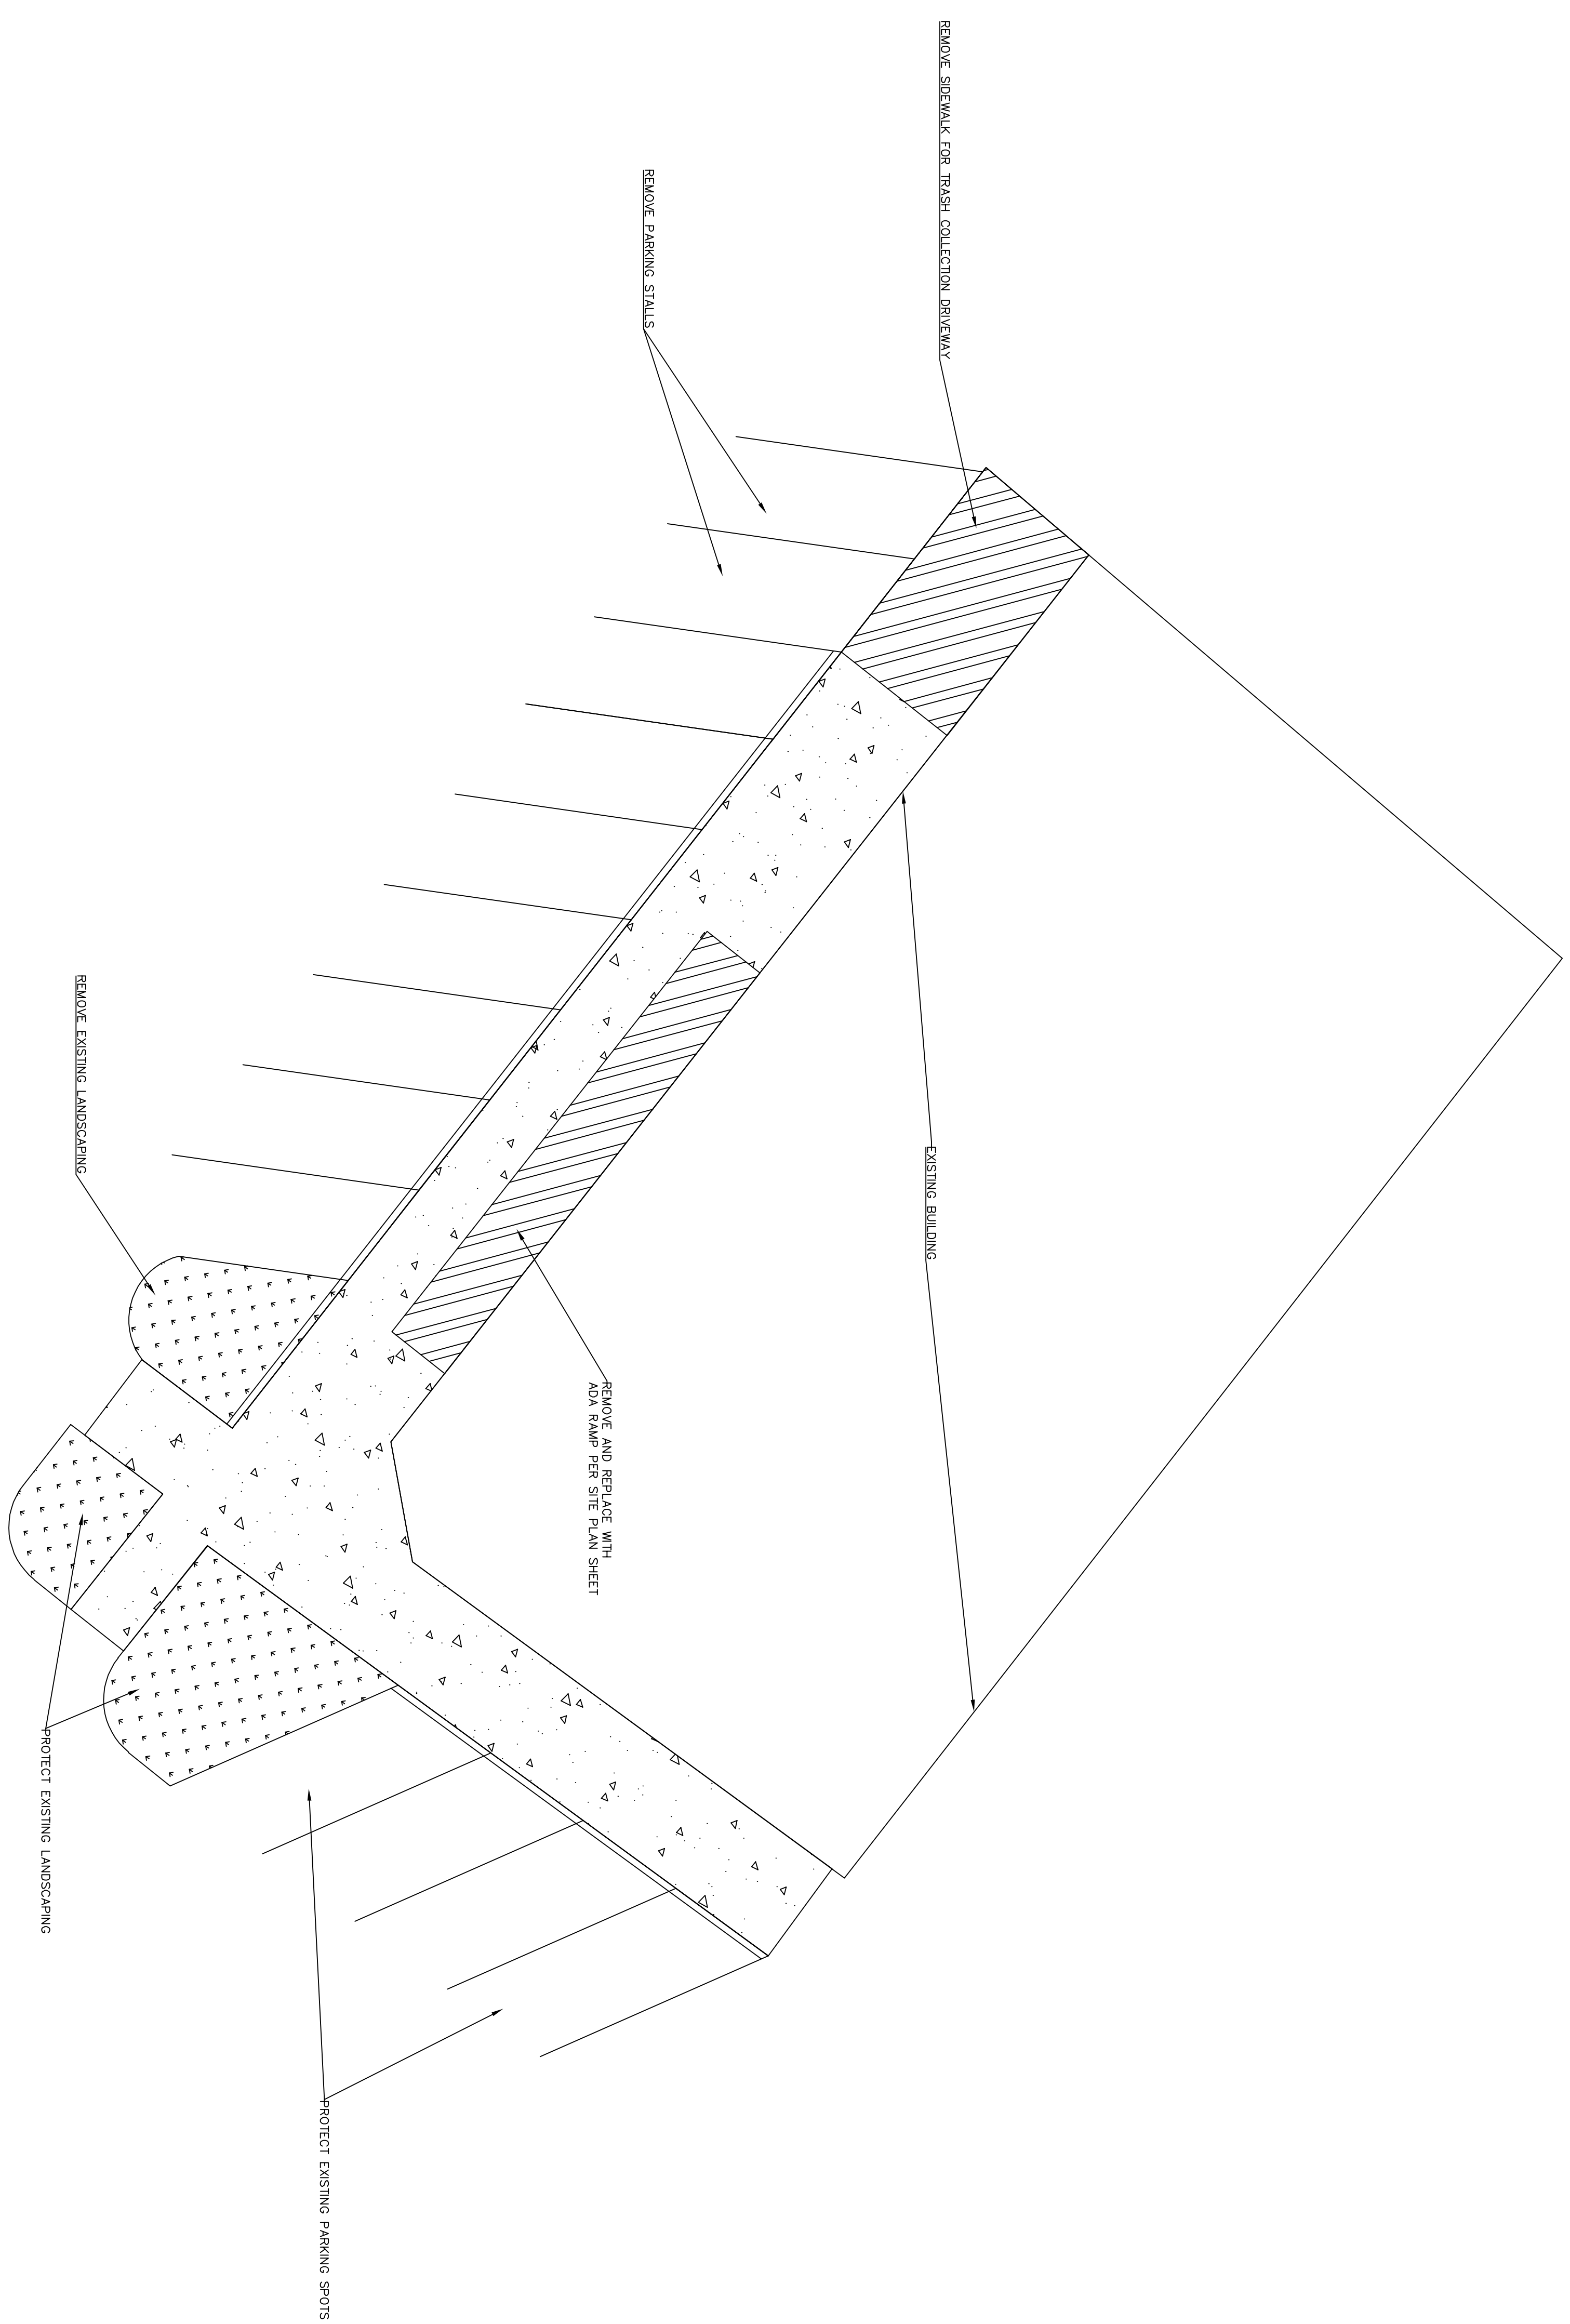 REMOVE SIDEWALK FOR TRASH COLLECTION DRIVEWAY
REMOVE PARKING STALLS
EXISTING BUILDING
REMOVE AND REPLACE WITH
ADA RAMP PER SITE PLAN SHEET
REMOVE EXISTING LANDSCAPING
PROTECT EXISTING LANDSCAPING
PROTECT EXISTING PARKING SPOTS